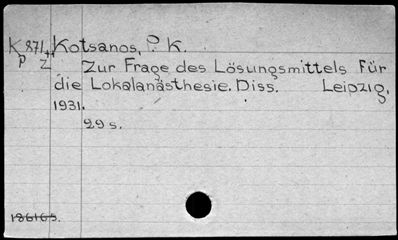 K 871 Kotsanos, P. K.
p z
Zur Frage des Lösungsmittels für
die Lokalanästhesie. Diss. Leipzig,
1931.
29 s.
186165.